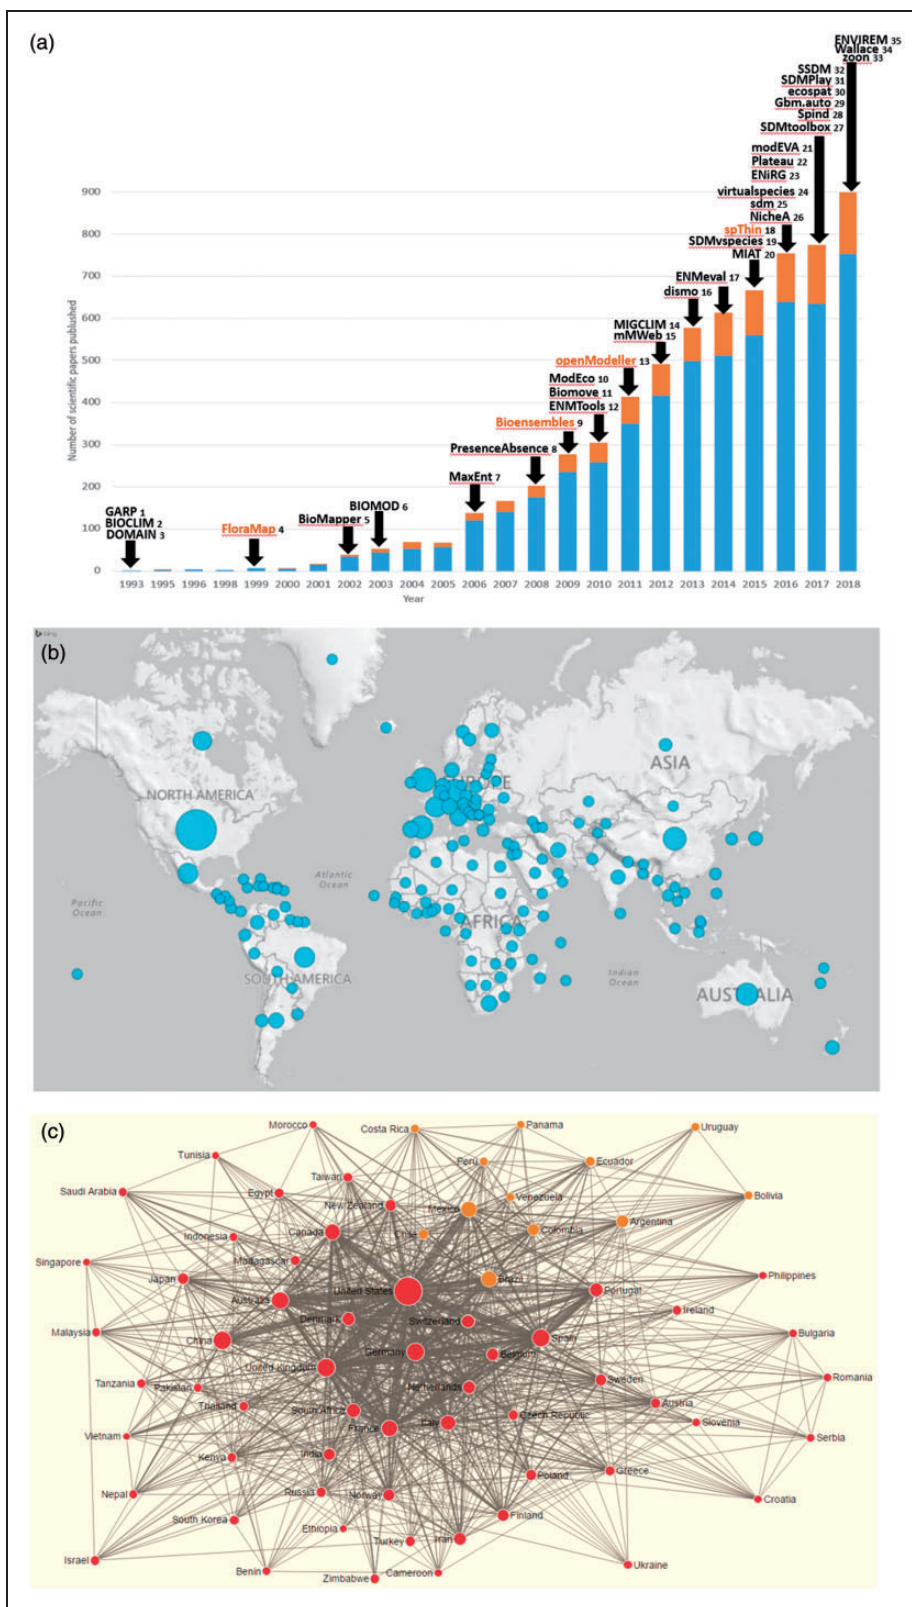 (a)
ENVIREM 35
Wallace 34
zoon 33
SSDM 32
SDMPlay 31
ecospat 30
Gbm.auto 29
Spind 28
SDMtoolbox 27
modEVA 21
Plateau 22
ENiRG 23
virtualspecies 24
sdm 25
NicheA 26
spThin 18
SDMvspecies 19
MIAT 20
ENMeval 17
dismo 16
MIGCLIM 14
mMWeb 15
openModeller 13
ModEco 10
Biomove 11
ENMTools 12
Bioensembles 9
PresenceAbsence 8
MaxEnt 7
BIOMOD 6
BioMapper 5
FloraMap 4
GARP 1
BIOCLIM 2
DOMAIN 3
Number of scientific papers publushed
900
800
700
600
500
400
300
200
100
0
1993 1995 1996 1998 1999 2000 2001 2002 2003 2004 2005 2006 2007 2008 2009 2010 2011 2012 2013 2014 2015 2016 2017 2018
Year
bing
(b)
NORTH AMERICA
EUROPE
ASIA
Atlantic
Ocean
Pacific
Ocean
AFRICA
SOUTH AMERICA
Indian
Ocean
AUSTRALIA
(c)
Morocco
Costa Rica
Panama
Uruguay
Tunisia
Peru
Ecuador
Saudi Arabia
Egypt
Taiwan
Venezuela
Bolivia
New Zealand
Mexico
Argentina
Indonesia
Canada
Chile
Colombia
Singapore
Madagascar
Japan
United States
Brazil
Portugal
Philippines
Australia
Ireland
Malaysia
China
Denmark
Switzerland
Spain
Bulgaria
United Kingdom
Germany
Belgium
Tanzania
Pakistan
Netherlands
Sweden
Romania
Thailand
South Africa
Czech Republic
Austria
Vietnam
France
Italy
Slovenia
Serbia
Kenya
India
Poland
Greece
Nepal
Russia
Norway
Croatia
South Korea
Ethiopia
Finland
Israel
Turkey
Iran
Benin
Zimbabwe
Cameroon
Ukraine